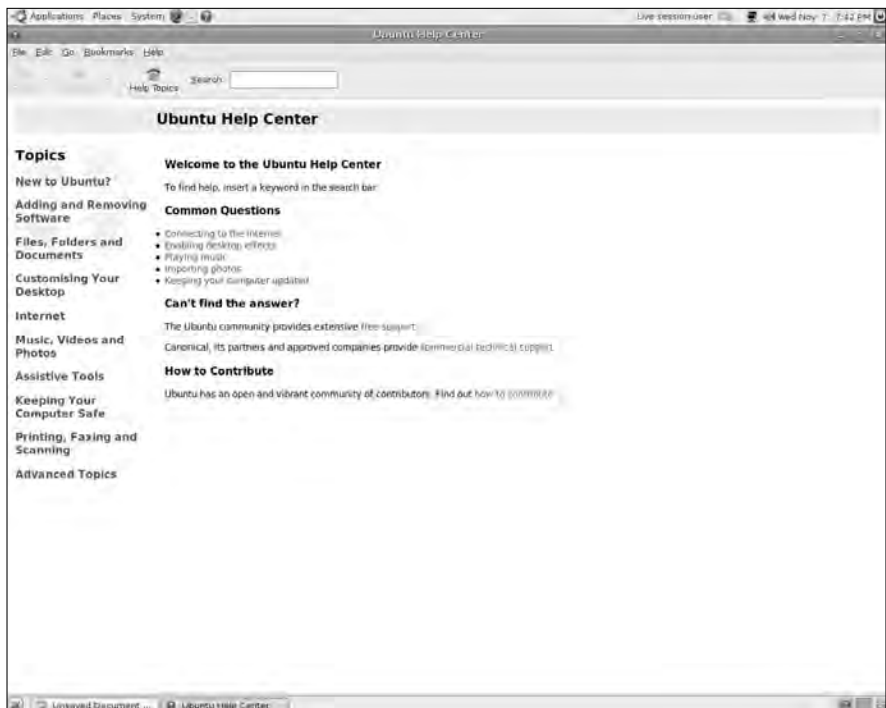 Applications Places System
Live session user Wed Nov 7, 7:42 PM
Ubuntu Help Center
File Edit Go Bookmarks Help
Help Topics
Search:
Ubuntu Help Center
Topics
New to Ubuntu?
Adding and Removing
Software
Files, Folders and
Documents
Customising Your
Desktop
Internet
Music, Videos and
Photos
Assistive Tools
Keeping Your
Computer Safe
Printing, Faxing and
Scanning
Advanced Topics
Welcome to the Ubuntu Help Center
To find help, insert a keyword in the search bar.
Common Questions
• Connecting to the internet
• Enabling desktop effects
• Playing music
• Importing photos
• Keeping your computer updated
Can't find the answer?
The Ubuntu community provides extensive free support.
Canonical, its partners and approved companies provide commercial technical support.
How to Contribute
Ubuntu has an open and vibrant community of contributors. Find out how to contribute.
Unsaved Document ...
Ubuntu Help Center